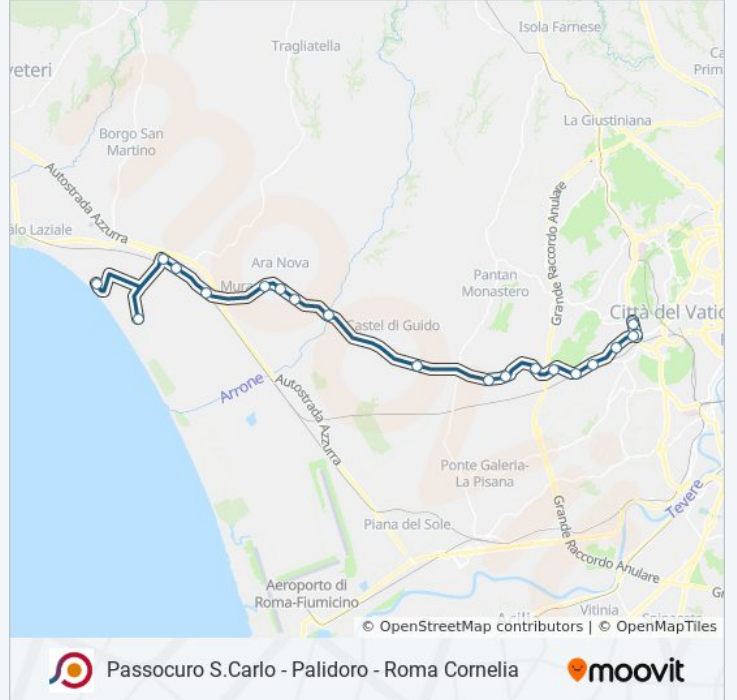 Isola Farnese
Tragliatella
veteri
La Giustiniana
Borgo San
Martino
Autostrada Azzurra
Grande Raccordo Anulare
alo Laziale
Ara Nova
Pantan
Monastero
Mura
Città del Vatic
Castel di Guido
Arrone
Autostrada Azzurra
Ponte Galeria-
La Pisana
Tevere
Piana del Sole
Grande Raccordo Anulare
Aeroporto di
Roma-Fiumicino
Vitinia
© OpenStreetMap contributors | © OpenMapTiles
Passocuro S.Carlo - Palidoro - Roma Cornelia
moovit